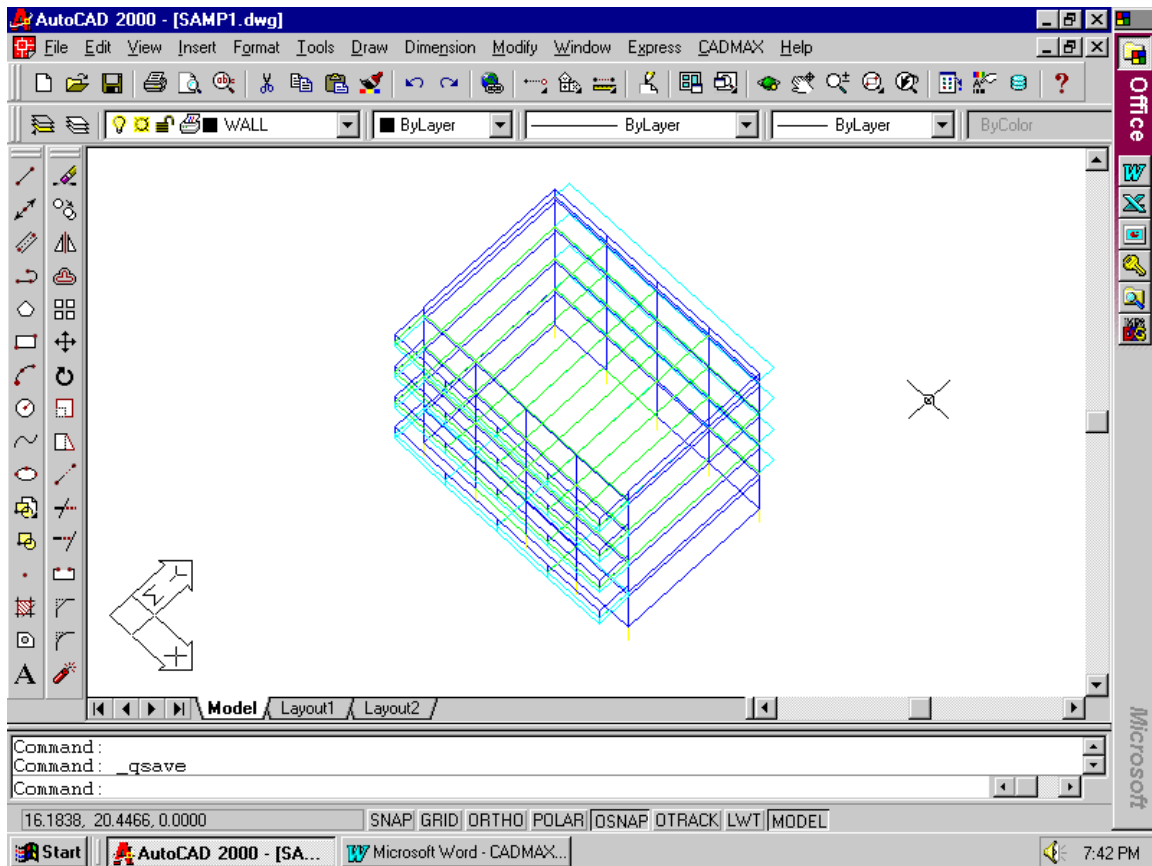 AutoCAD 2000 - [SAMP1.dwg]
File Edit View Insert Format Tools Draw Dimension Modify Window Express CADMAX Help
WALL ByLayer ByLayer ByLayer ByColor
Office
A
Model Layout1 Layout2
Command:
Command: _qsave
Command:
16.1838, 20.4466, 0.0000 SNAP GRID ORTHO POLAR OSNAP OTRACK LWT MODEL
Microsoft
Start AutoCAD 2000 - [SA... Microsoft Word - CADMAX... 7:42 PM